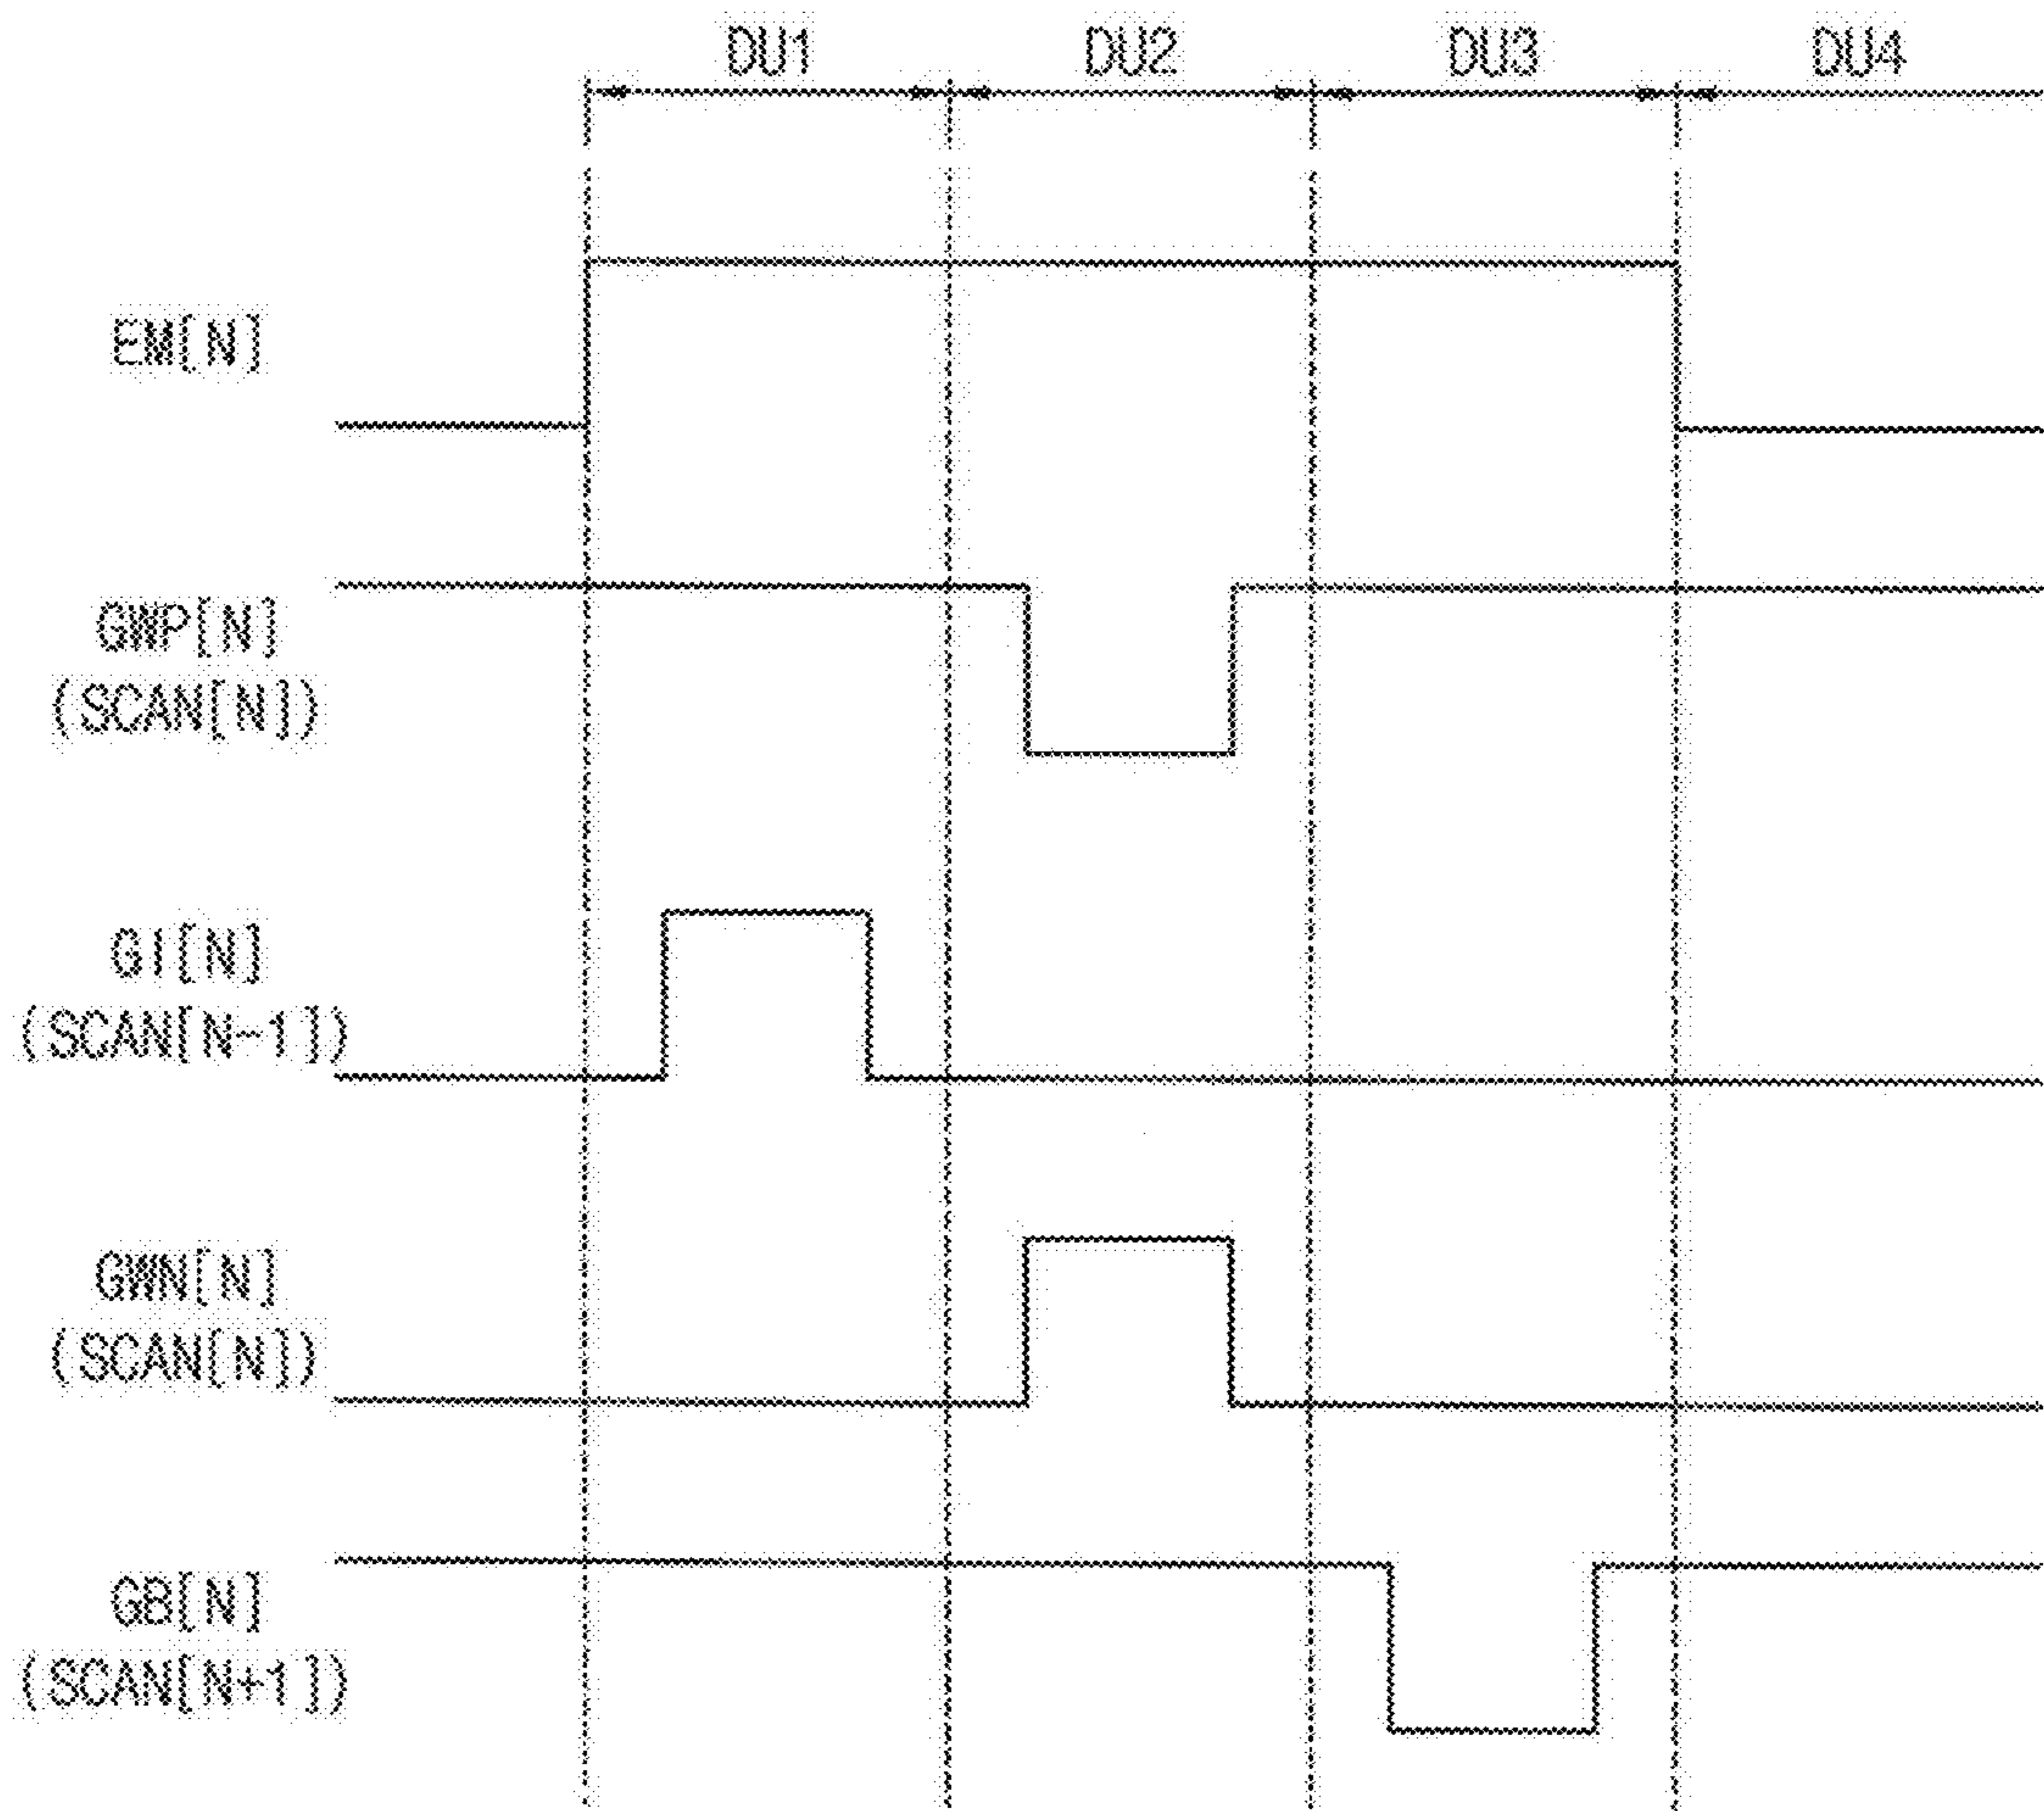 DU1 DU2 DU3 DU4
EM[N]
GWP[N]
(SCAN[N])
GI[N]
(SCAN[N-1])
GWN[N]
(SCAN[N])
GB[N]
(SCAN[N+1])